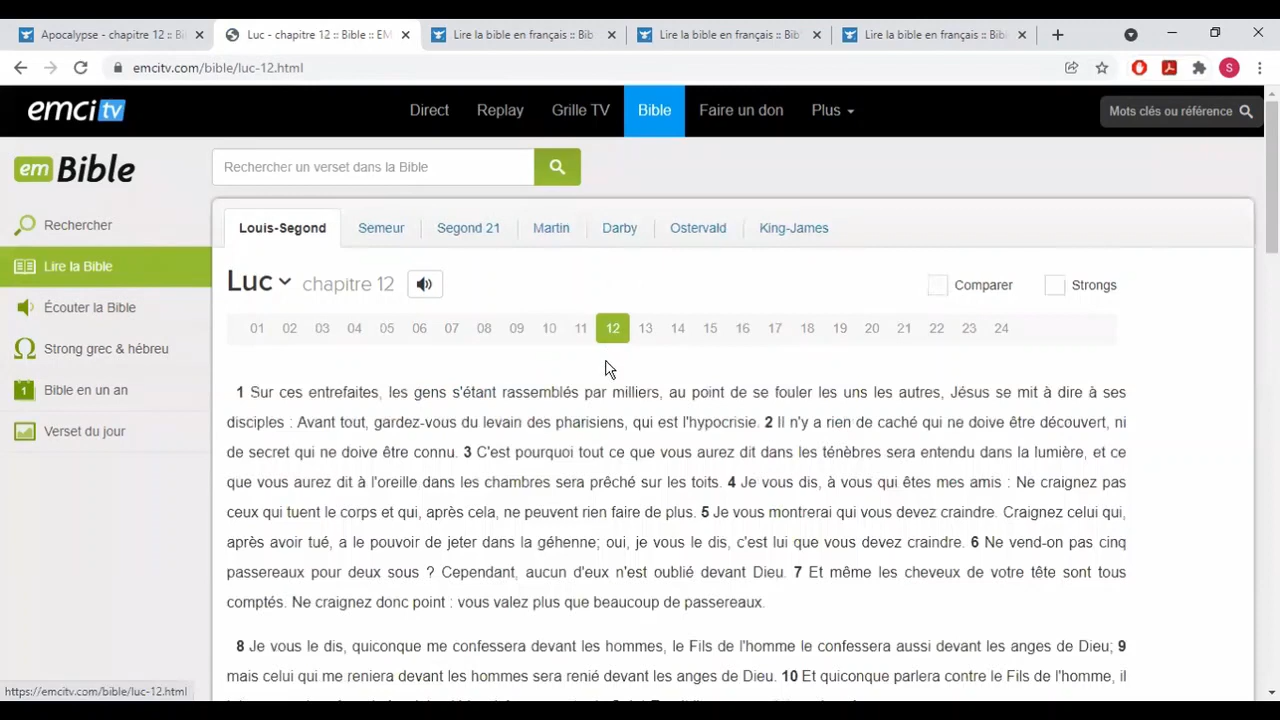 Apocalypse - chapitre 12 :: Bi
Luc - chapitre 12 :: Bible :: EM
Lire la bible en français :: Bib
Lire la bible en français :: Bib
Lire la bible en français :: Bib
emcitv.com/bible/luc-12.html
S
emci tv
Direct
Replay
Grille TV
Bible
Faire un don
Plus
Mots clés ou référence
em Bible
Rechercher un verset dans la Bible
Rechercher
Lire la Bible
Écouter la Bible
Strong grec & hébreu
1 Bible en un an
Verset du jour
Louis-Segond
Semeur
Segond 21
Martin
Darby
Ostervald
King-James
Luc chapitre 12
Comparer
Strongs
01 02 03 04 05 06 07 08 09 10 11 12 13 14 15 16 17 18 19 20 21 22 23 24
1 Sur ces entrefaites, les gens s'étant rassemblés par milliers, au point de se fouler les uns les autres, Jésus se mit à dire à ses
disciples : Avant tout, gardez-vous du levain des pharisiens, qui est l'hypocrisie. 2 Il n'y a rien de caché qui ne doive être découvert, ni
de secret qui ne doive être connu. 3 C'est pourquoi tout ce que vous aurez dit dans les ténèbres sera entendu dans la lumière, et ce
que vous aurez dit à l'oreille dans les chambres sera prêché sur les toits. 4 Je vous dis, à vous qui êtes mes amis : Ne craignez pas
ceux qui tuent le corps et qui, après cela, ne peuvent rien faire de plus. 5 Je vous montrerai qui vous devez craindre. Craignez celui qui,
après avoir tué, a le pouvoir de jeter dans la géhenne; oui, je vous le dis, c'est lui que vous devez craindre. 6 Ne vend-on pas cinq
passereaux pour deux sous ? Cependant, aucun d'eux n'est oublié devant Dieu. 7 Et même les cheveux de votre tête sont tous
comptés. Ne craignez donc point : vous valez plus que beaucoup de passereaux.
8 Je vous le dis, quiconque me confessera devant les hommes, le Fils de l'homme le confessera aussi devant les anges de Dieu; 9
mais celui qui me reniera devant les hommes sera renié devant les anges de Dieu. 10 Et quiconque parlera contre le Fils de l'homme, il
https://emcitv.com/bible/luc-12.html